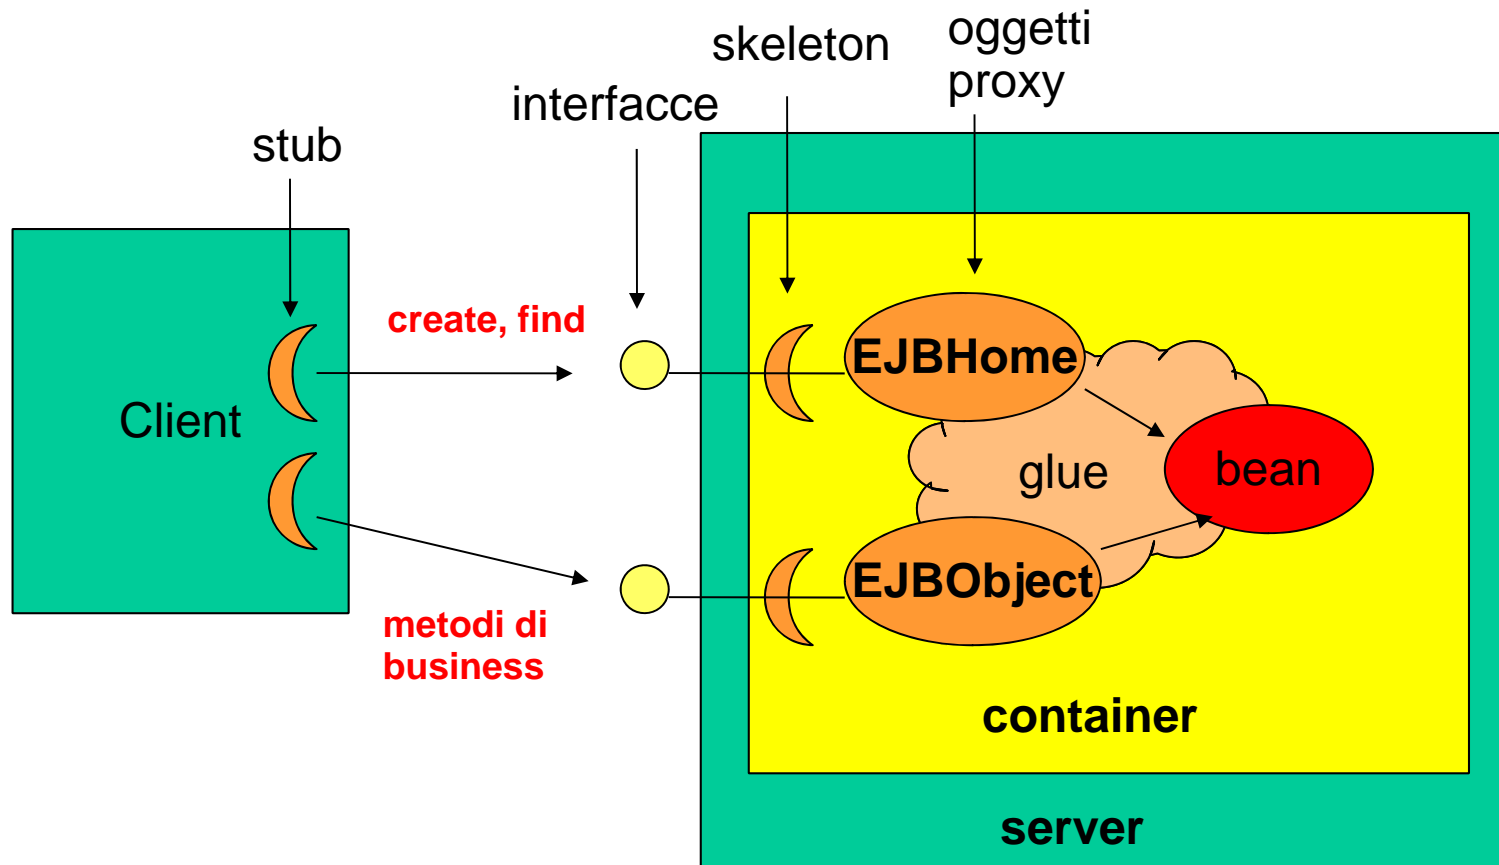 oggetti
proxy
skeleton
interfacce
stub
create, find
EJBHome
Client
glue
bean
EJBObject
metodi di
business
container
server